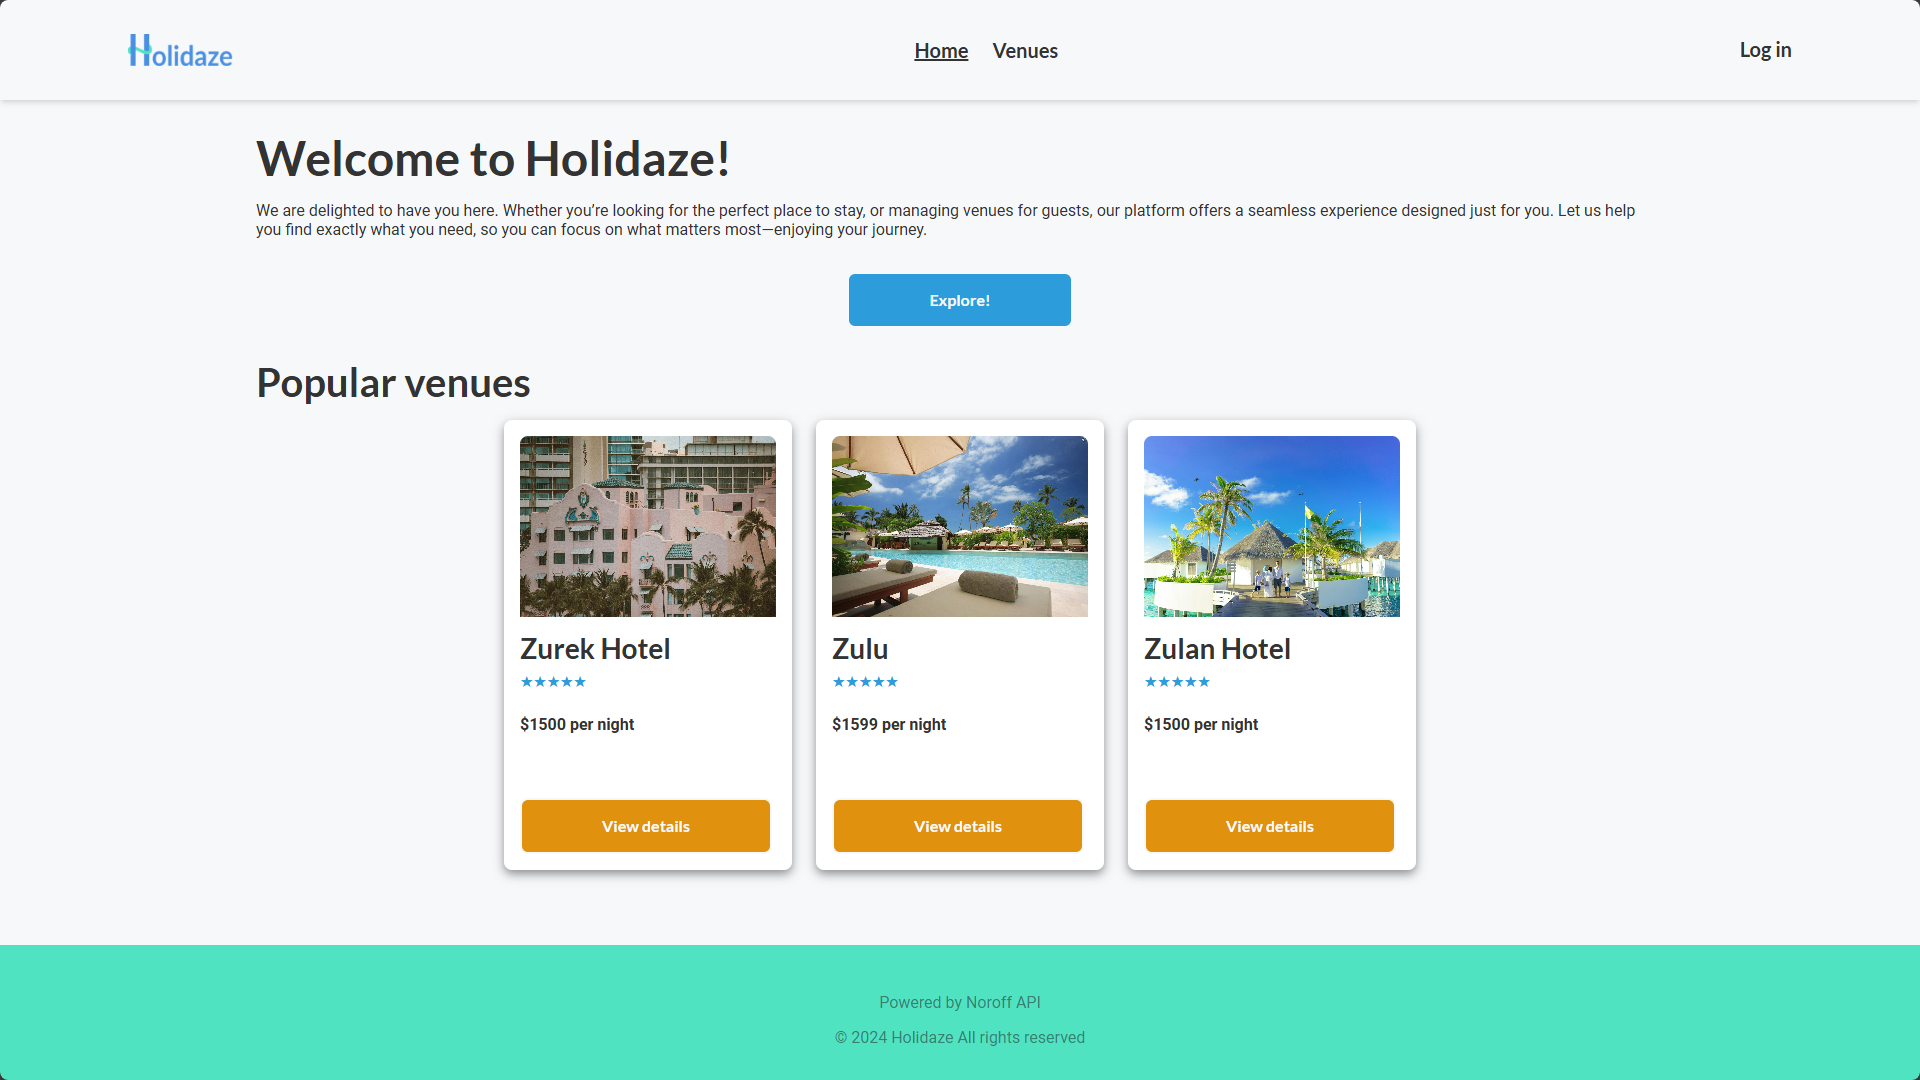 Holidaze
Home
Venues
Log in
Welcome to Holidaze!
We are delighted to have you here. Whether you’re looking for the perfect place to stay, or managing venues for guests, our platform offers a seamless experience designed just for you. Let us help
you find exactly what you need, so you can focus on what matters most—enjoying your journey.
Explore!
Popular venues
Zurek Hotel
★★★★★
$1500 per night
View details
Zulu
★★★★★
$1599 per night
View details
Zulan Hotel
★★★★★
$1500 per night
View details
Powered by Noroff API
© 2024 Holidaze All rights reserved